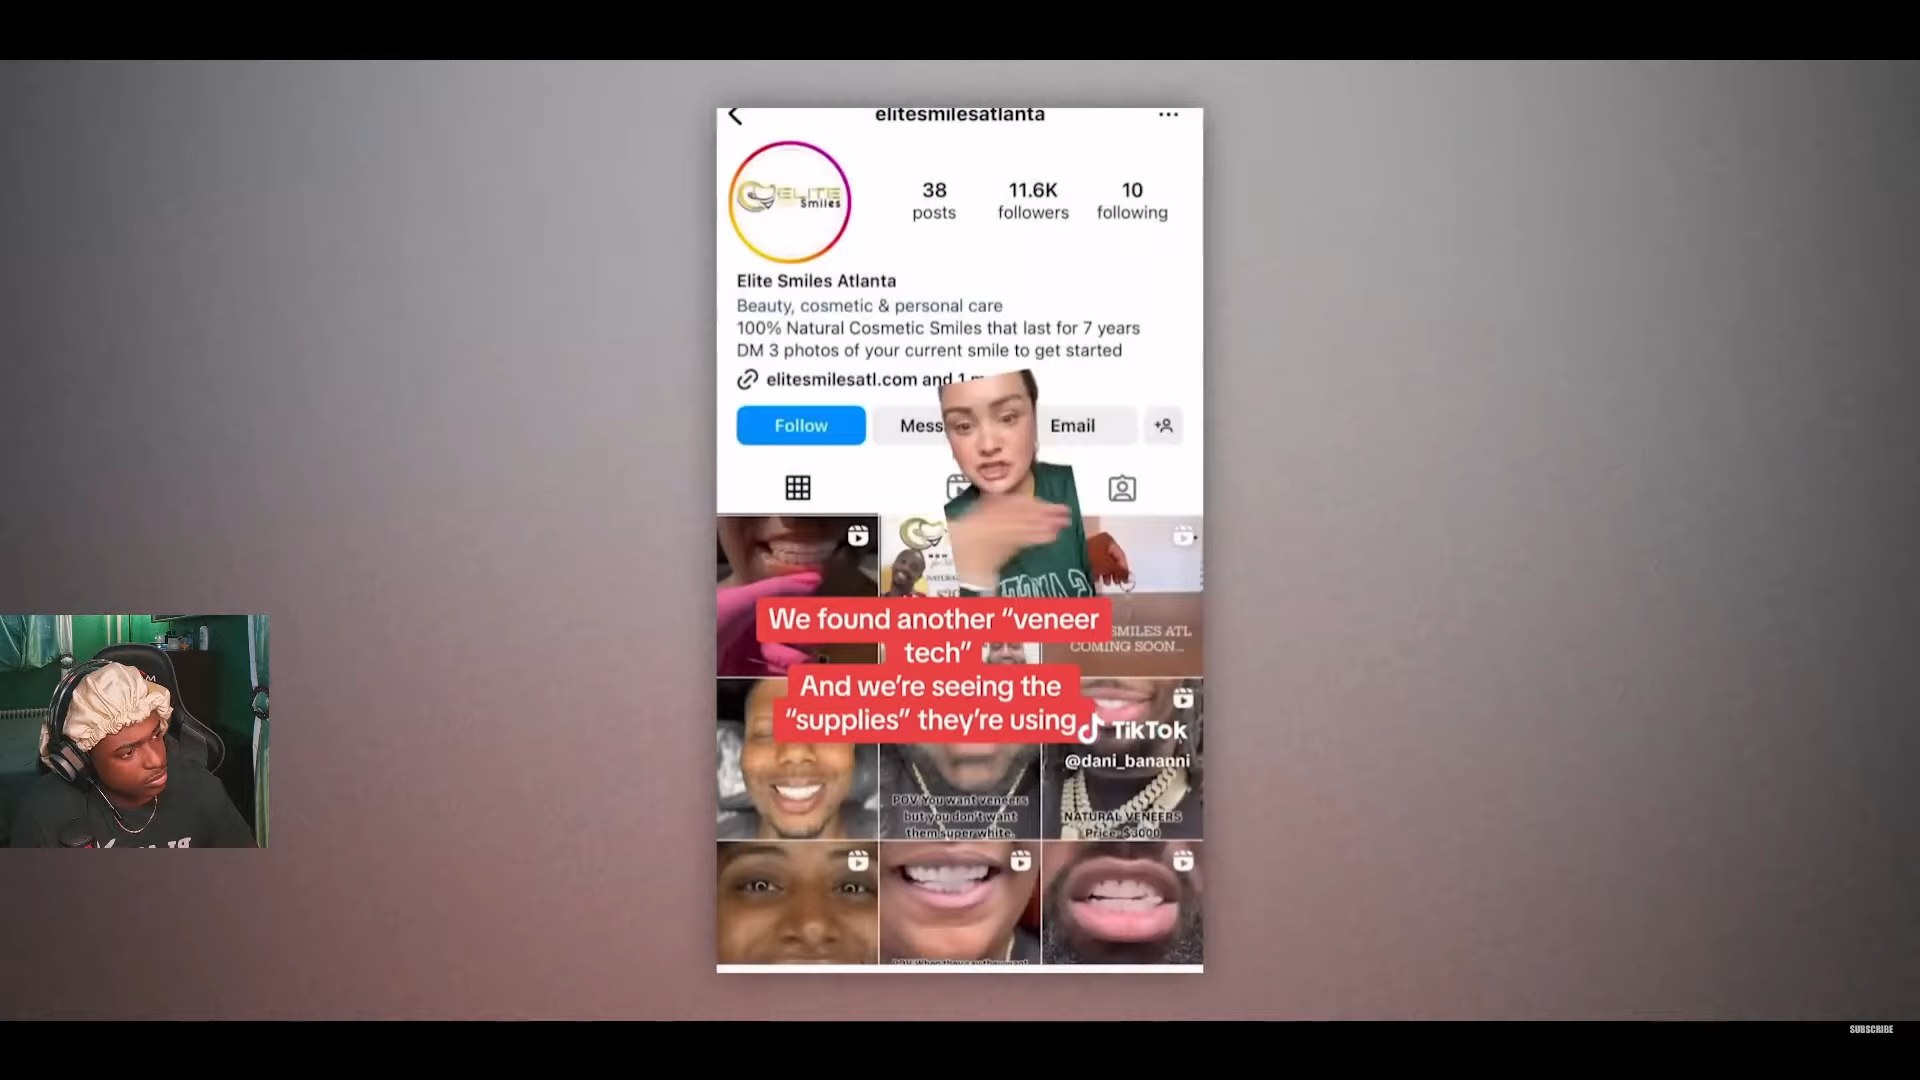 elitesmilesatlanta
ELITE
Smiles
38
posts
11.6K
followers
10
following
Elite Smiles Atlanta
Beauty, cosmetic & personal care
100% Natural Cosmetic Smiles that last for 7 years
DM 3 photos of your current smile to get started
elitesmilesatl.com and 1
Follow
Mess
Email
We found another “veneer
tech”
And we’re seeing the
“supplies” they’re using
SMILES ATL
COMING SOON...
TikTok
@dani_bananni
POV You want veneers
but you don't want
them super white.
NATURAL VENEERS
Price: $3000
SUBSCRIBE